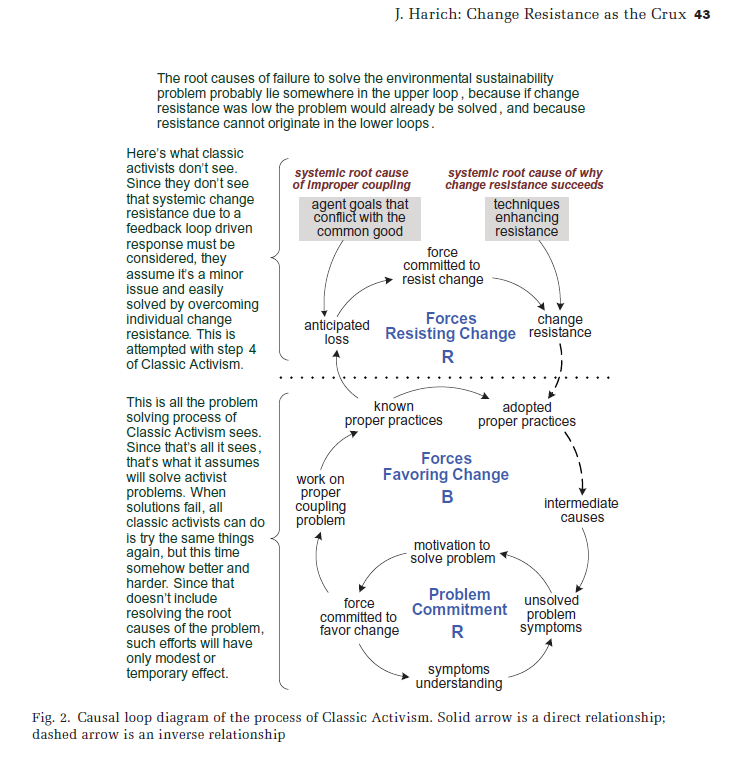 J. Harich: Change Resistance as the Crux 43
The root causes of failure to solve the environmental sustainability
problem probably lie somewhere in the upper loop, because if change
resistance was low the problem would already be solved, and because
resistance cannot originate in the lower loops.
Here's what classic
activists don't see.
Since they don't see
that systemic change
resistance due to a
feedback loop driven
response must be
considered, they
assume it's a minor
issue and easily
solved by overcoming
individual change
resistance. This is
attempted with step 4
of Classic Activism.
systemic root cause
of improper coupling
systemic root cause of why
change resistance succeeds
agent goals that
conflict with the
common good
techniques
enhancing
resistance
force
committed to
resist change
anticipated
loss
Forces
Resisting Change
R
change
resistance
This is all the problem
solving process of
Classic Activism sees.
Since that's all it sees,
that's what it assumes
will solve activist
problems. When
solutions fail, all
classic activists can do
is try the same things
again, but this time
somehow better and
harder. Since that
doesn't include
resolving the root
causes of the problem,
such efforts will have
only modest or
temporary effect.
known
proper practices
adopted
proper practices
Forces
Favoring Change
B
work on
proper
coupling
problem
intermediate
causes
motivation to
solve problem
Problem
Commitment
R
force
committed to
favor change
unsolved
problem
symptoms
symptoms
understanding
Fig. 2. Causal loop diagram of the process of Classic Activism. Solid arrow is a direct relationship;
dashed arrow is an inverse relationship